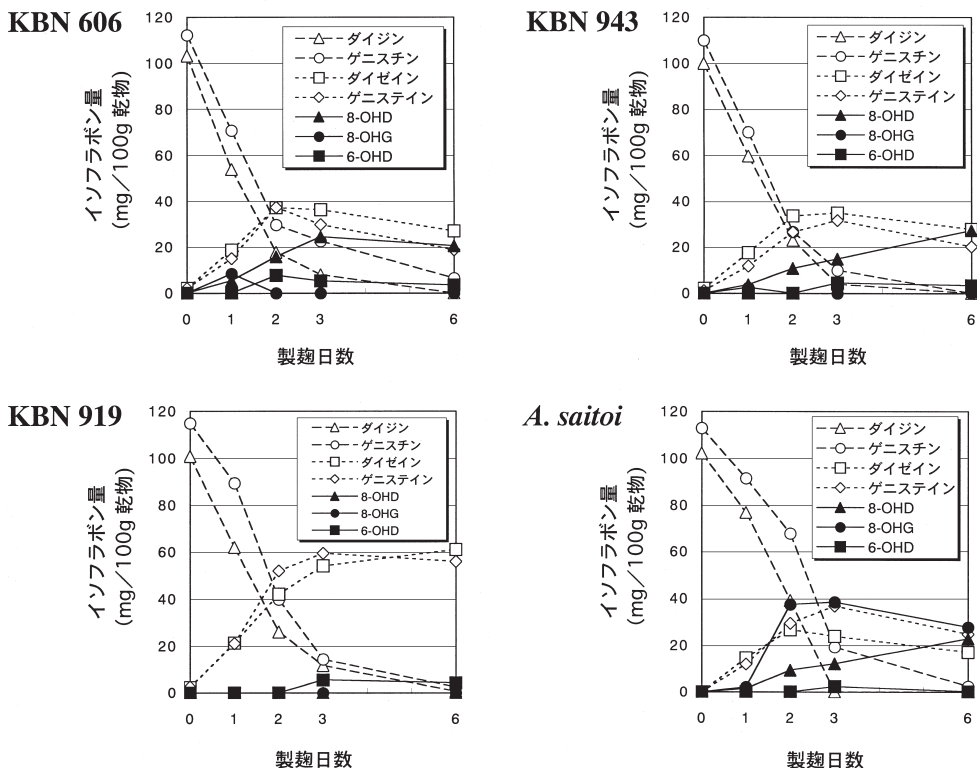 KBN 606
イソフラボン量
(mg/100g 乾物)
120
100
80
60
40
20
0
ダイジン
ゲニスチン
ダイゼイン
ゲニステイン
8-OHD
8-OHG
6-OHD
0 1 2 3 6
製麹日数
KBN 943
イソフラボン量
(mg/100g 乾物)
120
100
80
60
40
20
0
ダイジン
ゲニスチン
ダイゼイン
ゲニステイン
8-OHD
8-OHG
6-OHD
0 1 2 3 6
製麹日数
KBN 919
イソフラボン量
(mg/100g 乾物)
120
100
80
60
40
20
0
ダイジン
ゲニスチン
ダイゼイン
ゲニステイン
8-OHD
8-OHG
6-OHD
0 1 2 3 6
製麹日数
A. saitoi
イソフラボン量
(mg/100g 乾物)
120
100
80
60
40
20
0
ダイジン
ゲニスチン
ダイゼイン
ゲニステイン
8-OHD
8-OHG
6-OHD
0 1 2 3 6
製麹日数